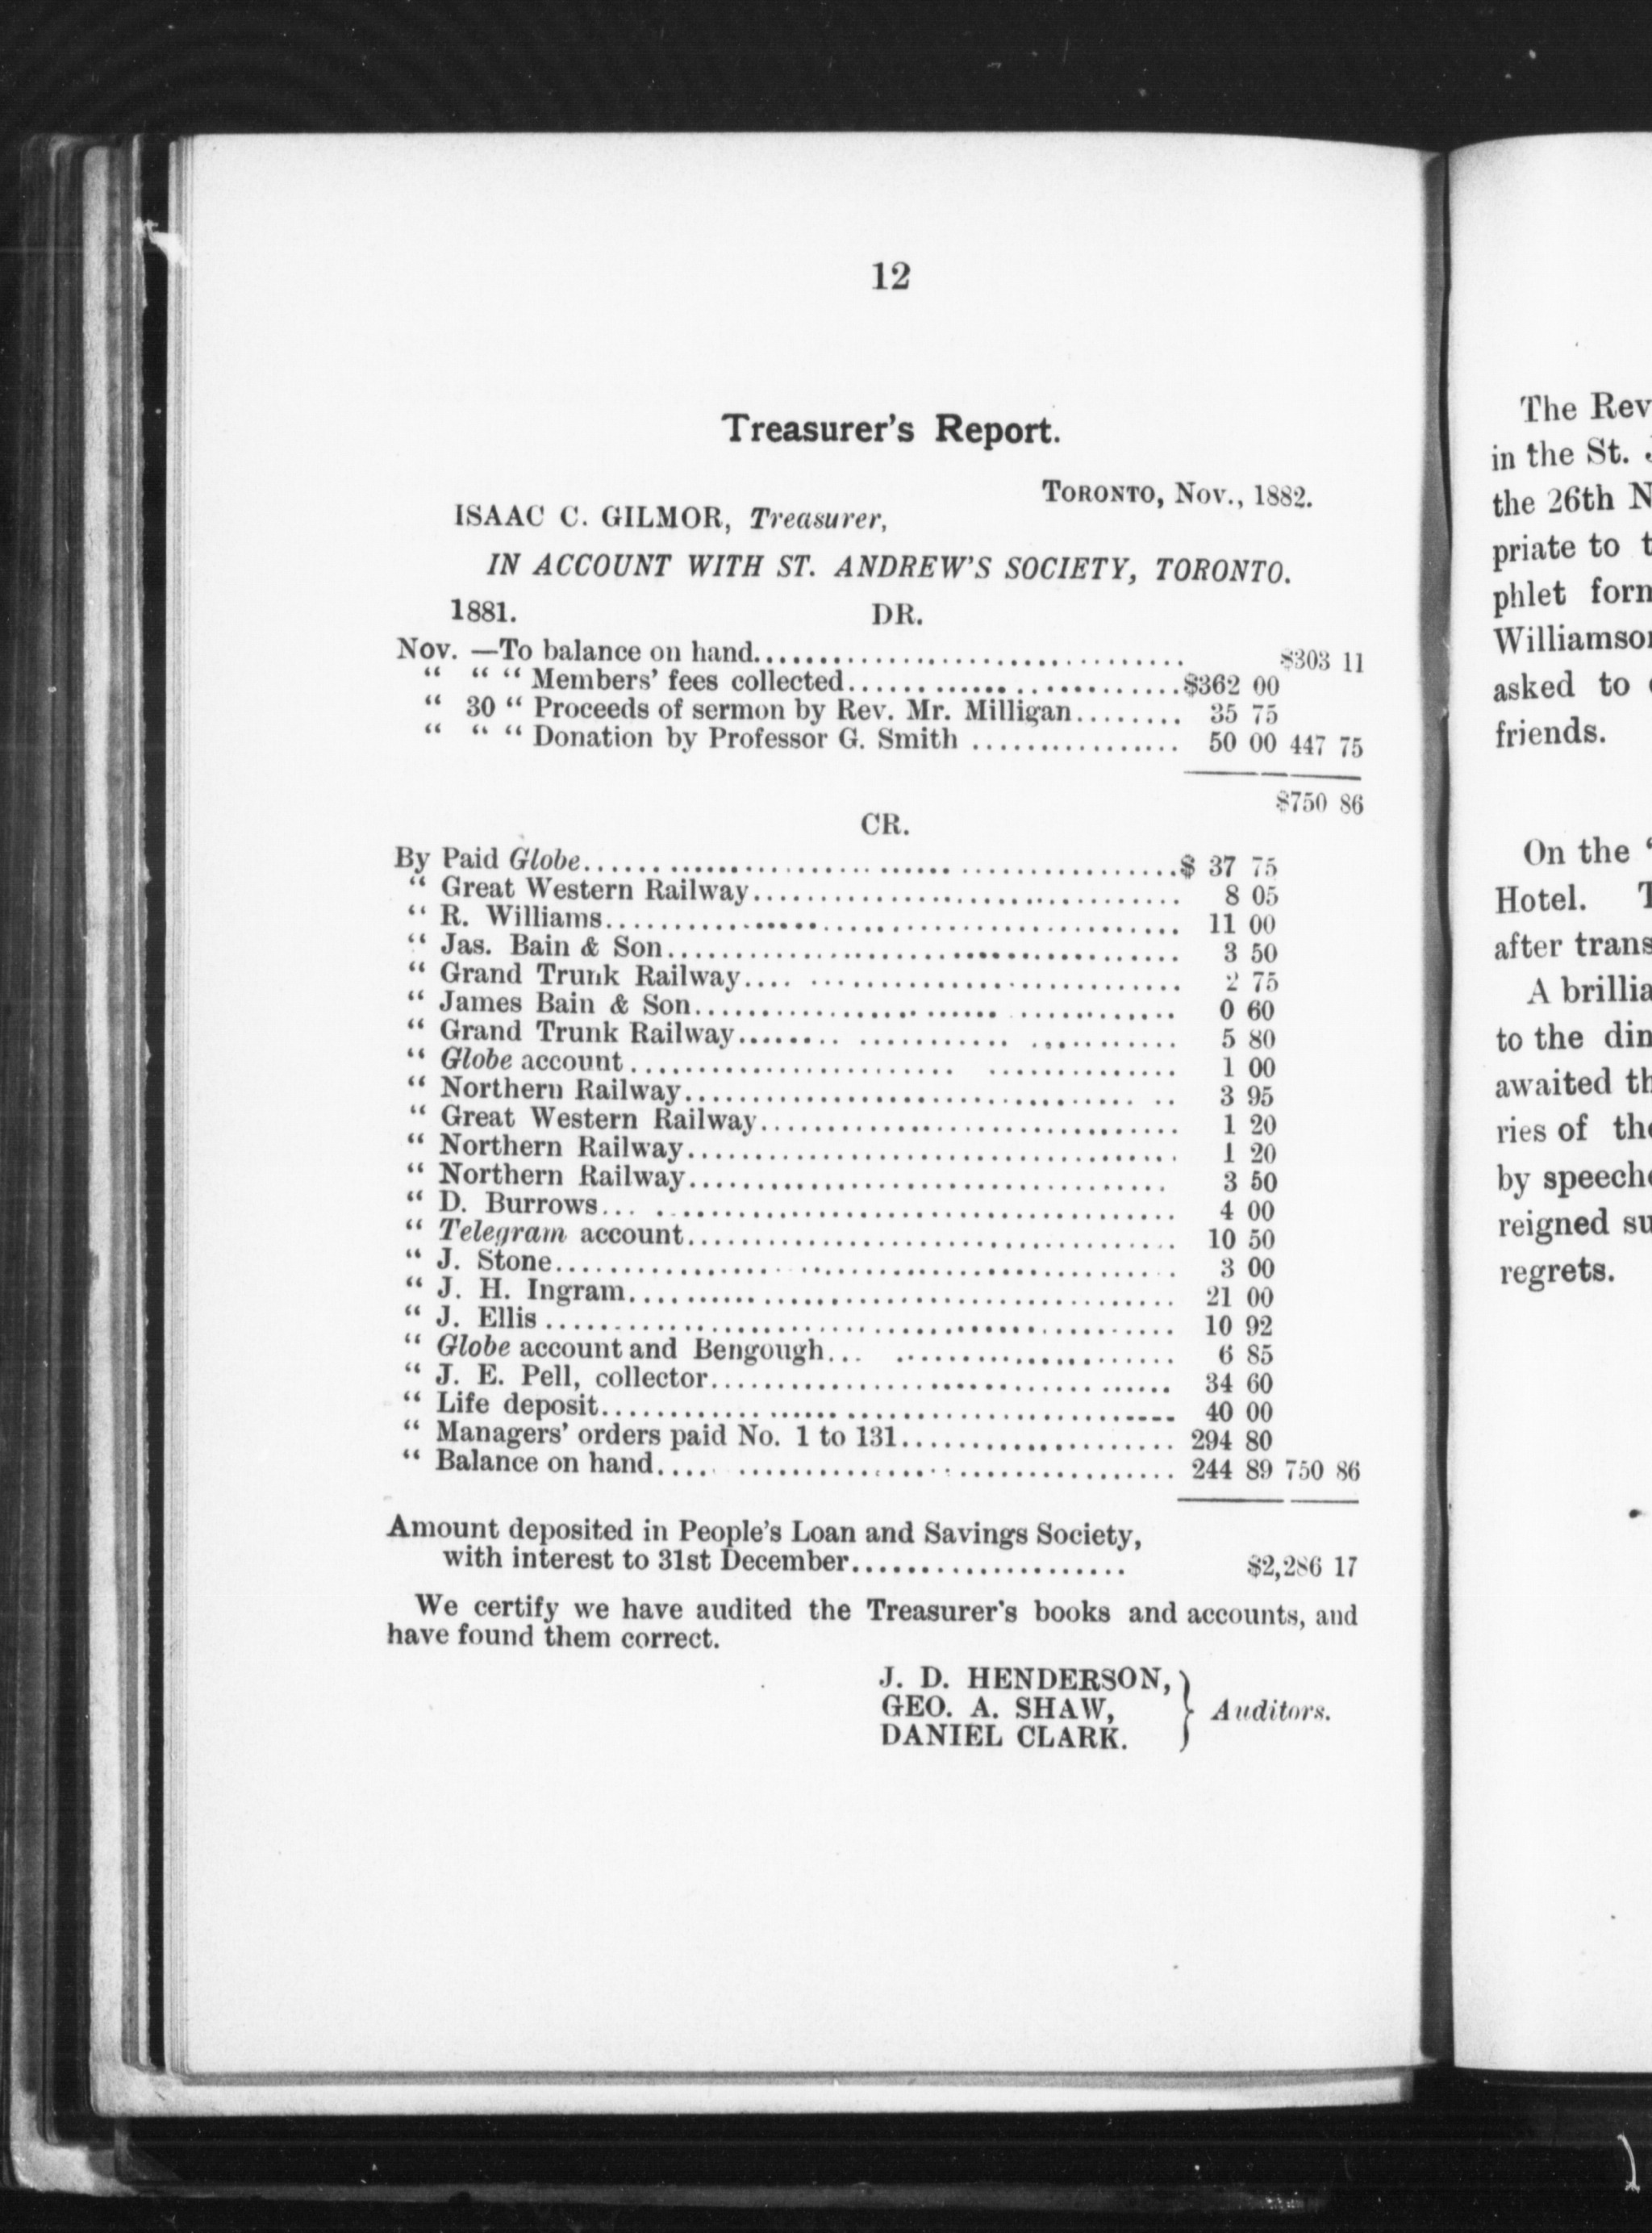 12
Treasurer's Report.
TORONTO, Nov., 1882.
ISAAC C. GILMOR, Treasurer,
IN ACCOUNT WITH ST. ANDREW'S SOCIETY, TORONTO.
1881. DR.
Nov. —To balance on hand.................................. $303 11
“ “ “ Members' fees collected..............................$362 00
“ 30 “ Proceeds of sermon by Rev. Mr. Milligan........ 35 75
“ “ “ Donation by Professor G. Smith ................ 50 00 447 75
$750 86
CR.
By Paid Globe..............................................$ 37 75
“ Great Western Railway.................................. 8 05
“ R. Williams............................................. 11 00
“ Jas. Bain & Son......................................... 3 50
“ Grand Trunk Railway.... ............................... 2 75
“ James Bain & Son...................................... 0 60
“ Grand Trunk Railway.................................. 5 80
“ Globe account.......................................... 1 00
“ Northern Railway....................................... 3 95
“ Great Western Railway................................. 1 20
“ Northern Railway....................................... 1 20
“ Northern Railway....................................... 3 50
“ D. Burrows... ......................................... 4 00
“ Telegram account....................................... 10 50
“ J. Stone................................................ 3 00
“ J. H. Ingram............................................ 21 00
“ J. Ellis ................................................ 10 92
“ Globe account and Bengough... ....................... 6 85
“ J. E. Pell, collector..................................... 34 60
“ Life deposit............................................. 40 00
“ Managers' orders paid No. 1 to 131...................... 294 80
“ Balance on hand.... ................................... 244 89 750 86
Amount deposited in People's Loan and Savings Society,
with interest to 31st December..................... $2,286 17
We certify we have audited the Treasurer's books and accounts, and
have found them correct.
J. D. HENDERSON,
GEO. A. SHAW,
DANIEL CLARK.
} Auditors.
The Rev
in the St.
the 26th N
priate to t
phlet form
Williamso
asked to
friends.
On the
Hotel. T
after trans
A brillia
to the din
awaited th
ries of the
by speech
reigned su
regrets.